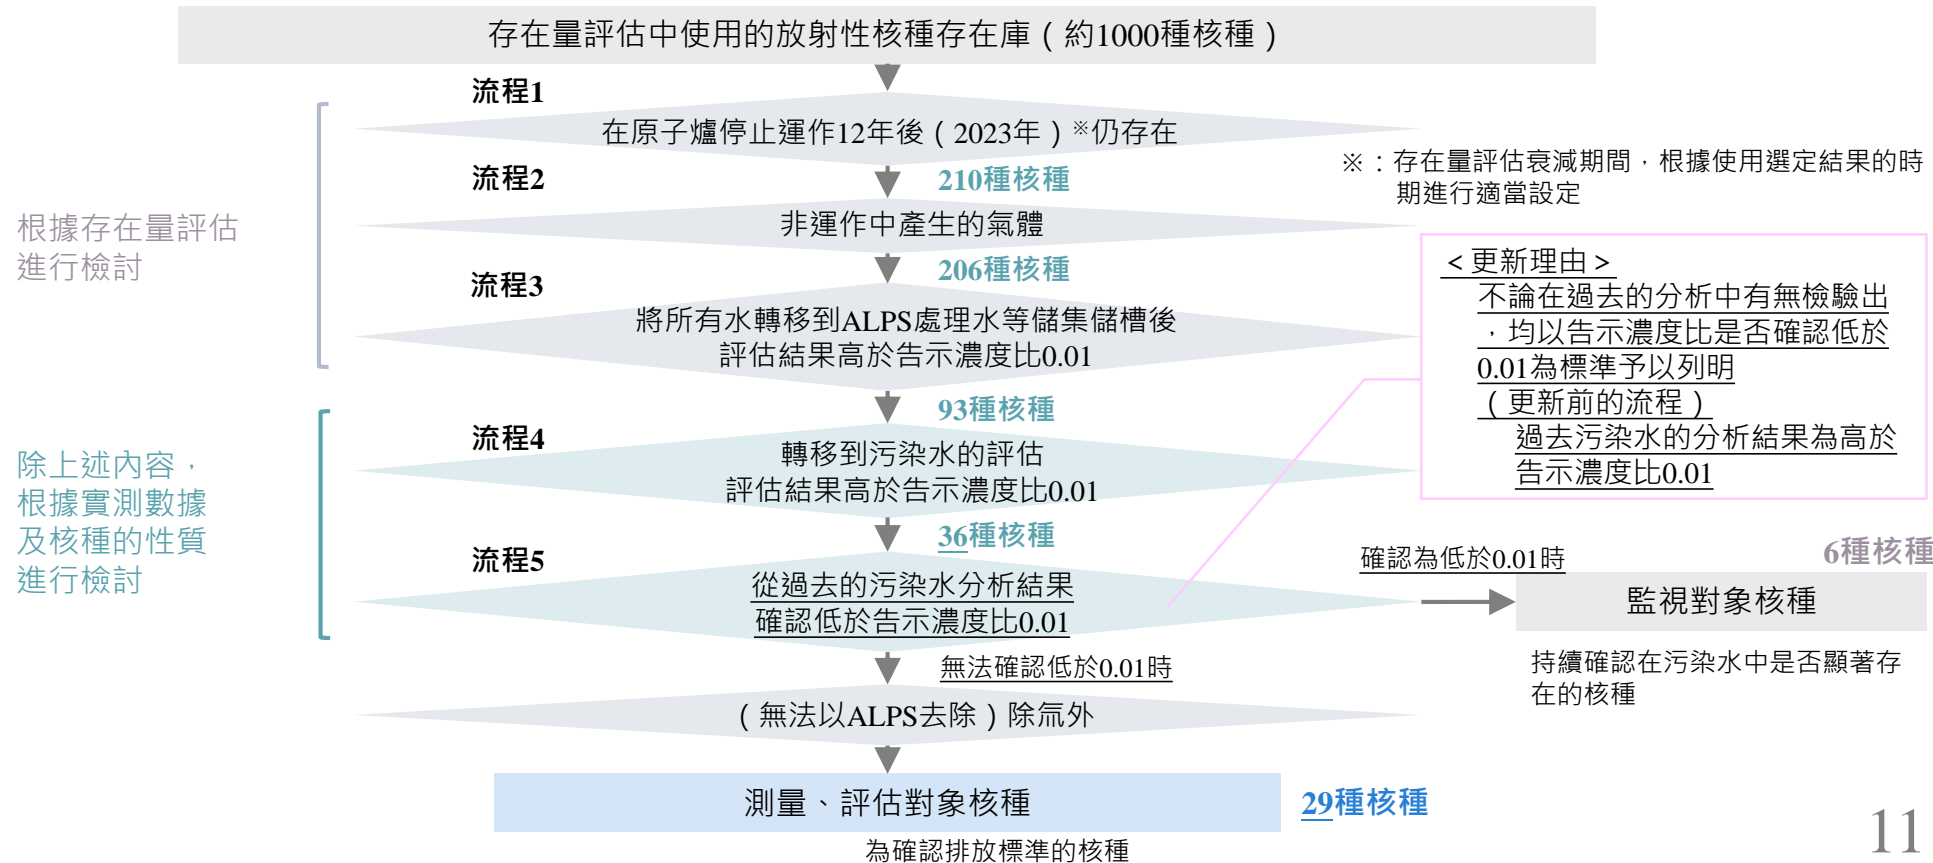 存在量評估中使用的放射性核種存在庫（約1000種核種）
流程1
在原子爐停止運作12年後（2023年）※仍存在
※：存在量評估衰減期間，根據使用選定結果的時
期進行適當設定
流程2
210種核種
非運作中產生的氣體
根據存在量評估
進行檢討
206種核種
流程3
將所有水轉移到ALPS處理水等儲集儲槽後
評估結果高於告示濃度比0.01
＜更新理由＞
不論在過去的分析中有無檢驗出
，均以告示濃度比是否確認低於
0.01為標準予以列明
（更新前的流程）
過去污染水的分析結果為高於
告示濃度比0.01
93種核種
流程4
轉移到污染水的評估
評估結果高於告示濃度比0.01
除上述內容，
根據實測數據
及核種的性質
進行檢討
36種核種
流程5
從過去的污染水分析結果
確認低於告示濃度比0.01
確認為低於0.01時
6種核種
監視對象核種
持續確認在污染水中是否顯著存
在的核種
無法確認低於0.01時
（無法以ALPS去除）除氚外
測量、評估對象核種
29種核種
為確認排放標準的核種
11